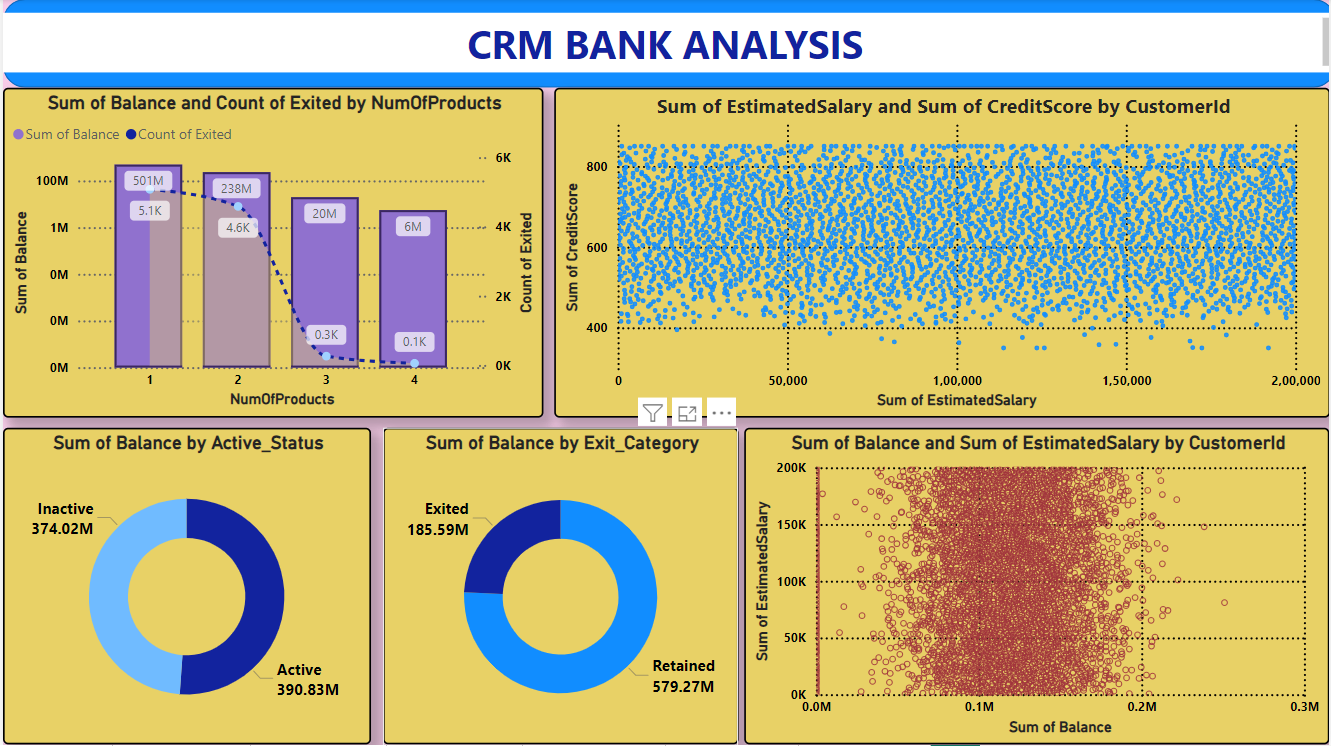 CRM BANK ANALYSIS
Sum of Balance and Count of Exited by NumOfProducts
Sum of Balance Count of Exited
6K
100M
501M
238M
20M
6M
5.1K
4.6K
1M
4K
0M
2K
0M
0.3K
0.1K
0M
0K
1 2 3 4
NumOfProducts
Sum of Balance
Count of Exited
Sum of EstimatedSalary and Sum of CreditScore by CustomerId
800
600
400
0 50,000 1,00,000 1,50,000 2,00,000
Sum of EstimatedSalary
Sum of CreditScore
Sum of Balance by Active_Status
Inactive
374.02M
Active
390.83M
Sum of Balance by Exit_Category
Exited
185.59M
Retained
579.27M
Sum of Balance and Sum of EstimatedSalary by CustomerId
200K
150K
100K
50K
0K
0.0M 0.1M 0.2M 0.3M
Sum of Balance
Sum of EstimatedSalary